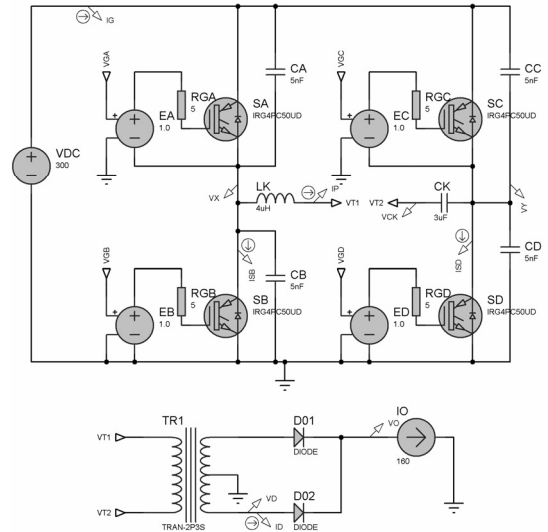 IG
VGA
RGA
5
SA
IRG4PC50UD
EA
1.0
CA
5nF
VGC
RGC
5
SC
IRG4PC50UD
EC
1.0
CC
5nF
VDC
300
VX
LK
4uH
IP
VT1
VT2
VCK
CK
3uF
VY
VGB
RGB
5
SB
IRG4PC50UD
EB
1.0
ISB
CB
5nF
VGD
RGD
5
SD
IRG4PC50UD
ED
1.0
ISD
CD
5nF
TR1
VT1
VT2
TRAN-2P3S
D01
DIODE
D02
DIODE
VD
ID
VO
IO
160